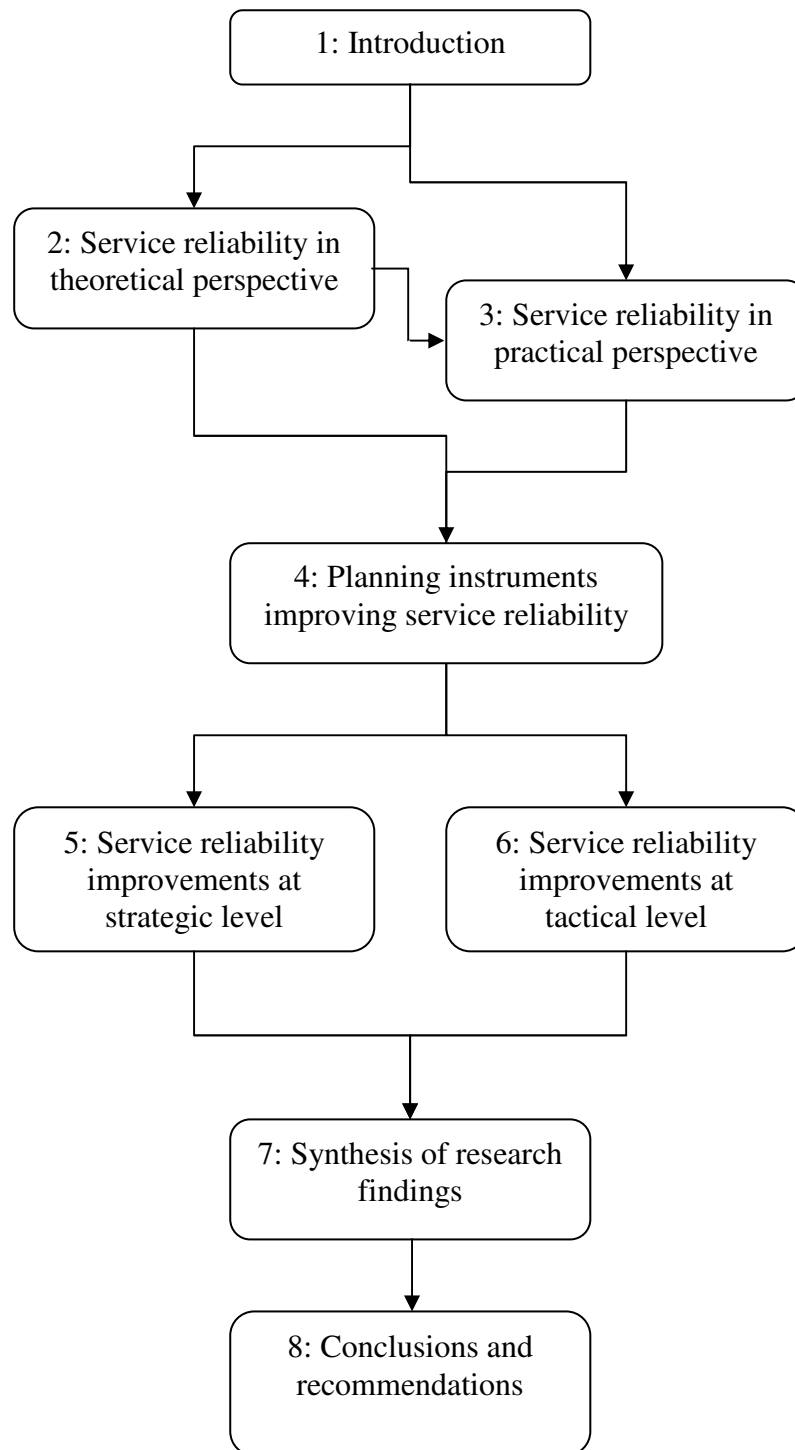 1: Introduction
2: Service reliability in
theoretical perspective
3: Service reliability in
practical perspective
4: Planning instruments
improving service reliability
5: Service reliability
improvements at
strategic level
6: Service reliability
improvements at
tactical level
7: Synthesis of research
findings
8: Conclusions and
recommendations